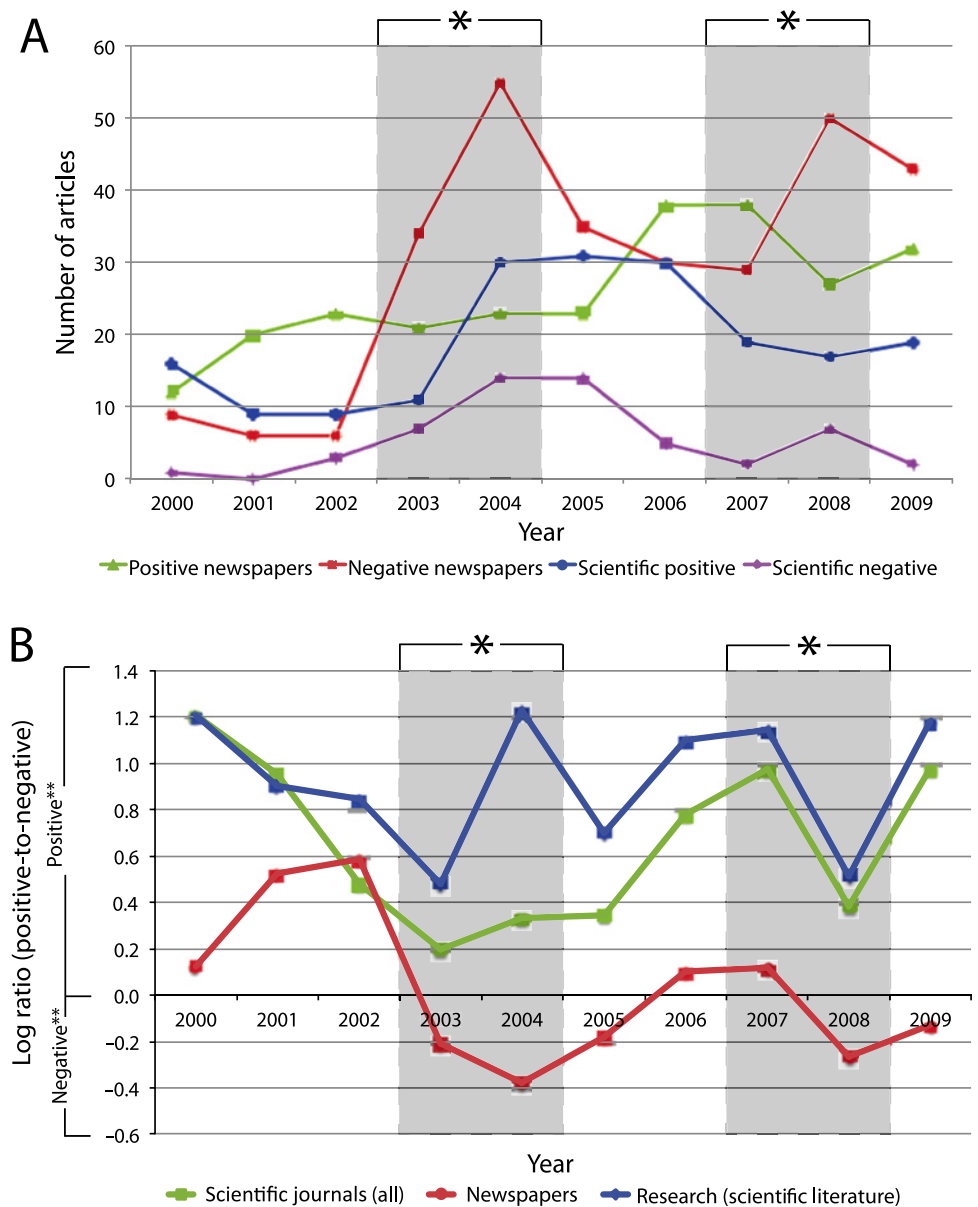 A
*
*
60
50
40
30
20
10
0
Number of articles
2000 2001 2002 2003 2004 2005 2006 2007 2008 2009
Year
Positive newspapers Negative newspapers Scientific positive Scientific negative
B
*
*
1.4
1.2
1.0
0.8
0.6
0.4
0.2
0.0
−0.2
−0.4
−0.6
Log ratio (positive-to-negative)
Positive**
Negative**
2000 2001 2002 2003 2004 2005 2006 2007 2008 2009
Year
Scientific journals (all) Newspapers Research (scientific literature)